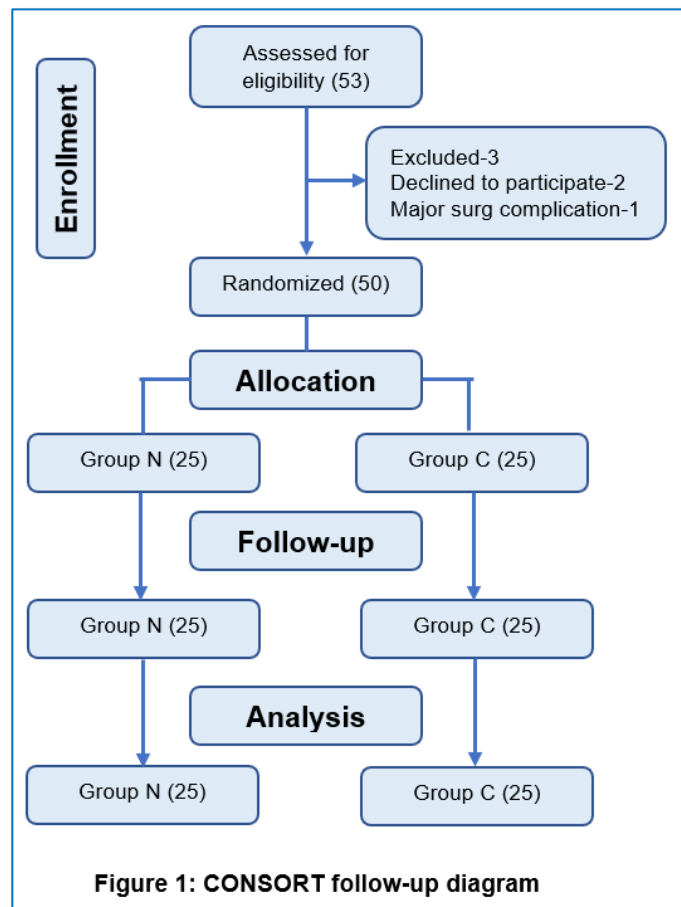 Enrollment
Assessed for
eligibility (53)
Excluded-3
Declined to participate-2
Major surg complication-1
Randomized (50)
Allocation
Group N (25)
Group C (25)
Follow-up
Group N (25)
Group C (25)
Analysis
Group N (25)
Group C (25)
Figure 1: CONSORT follow-up diagram